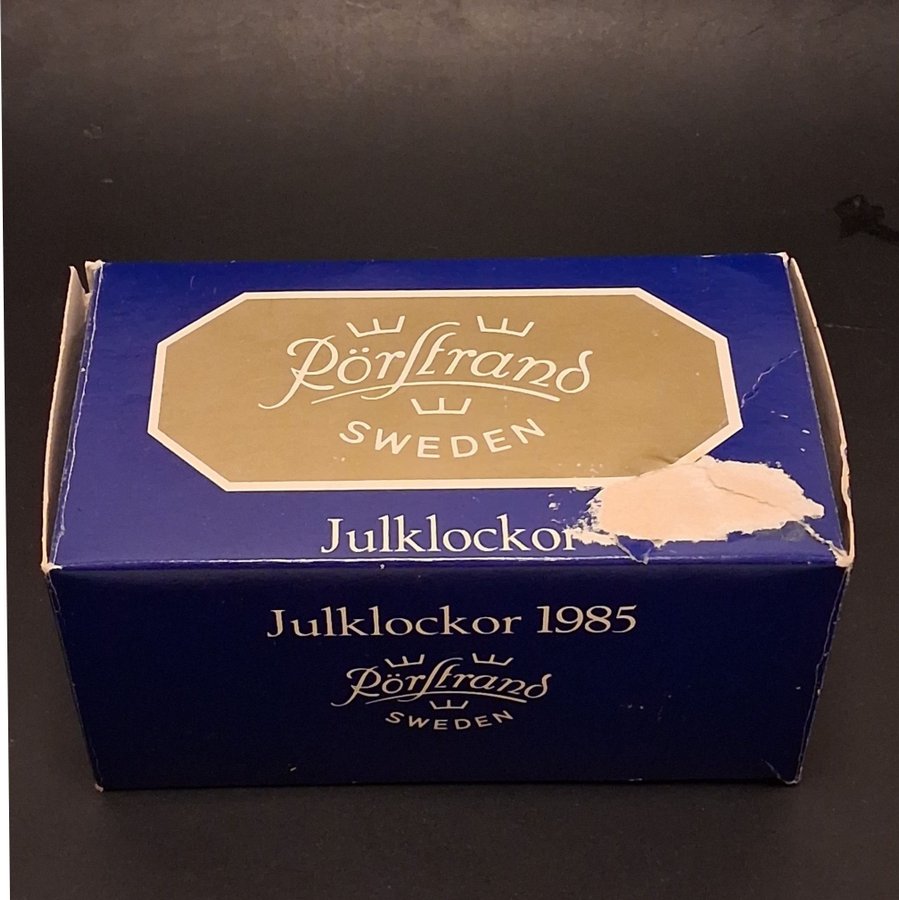 Rörstrand
SWEDEN
Julklockor
Julklockor 1985
Rörstrand
SWEDEN